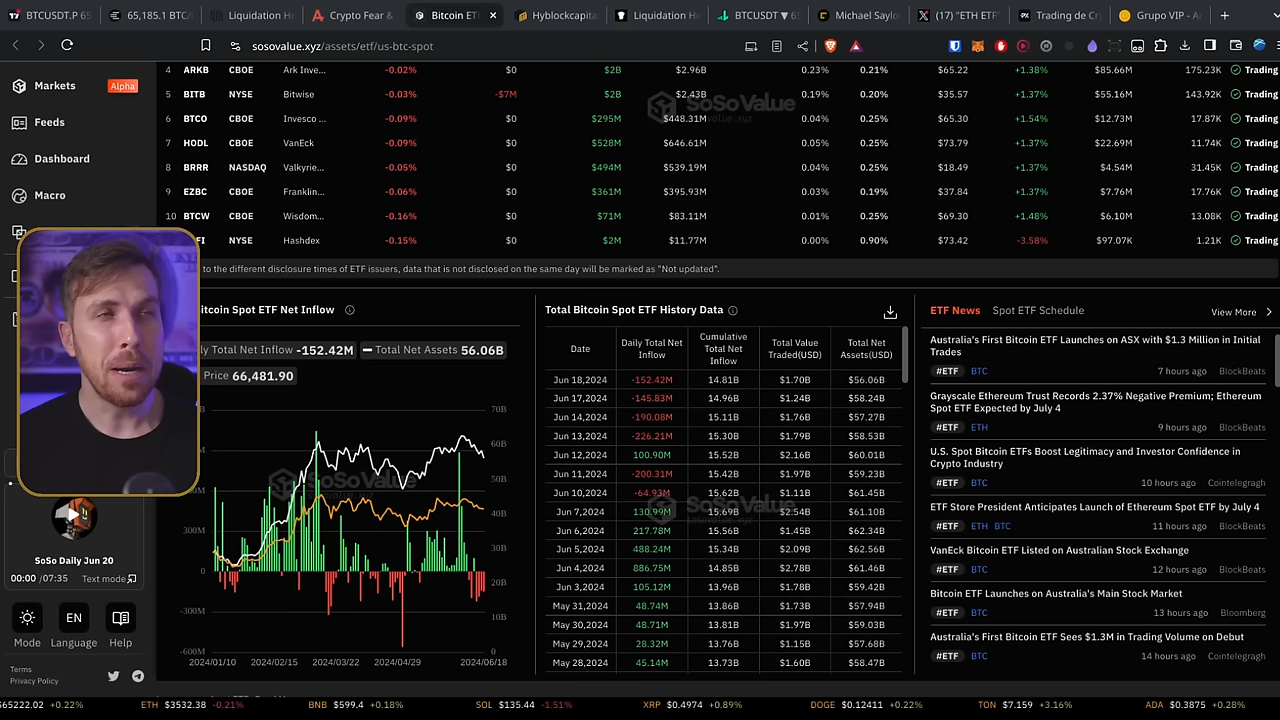 BTCUSDT.P 65
65,185.1 BTC/
Liquidation He
Crypto Fear &
Bitcoin ET
Hyblockcapita
Liquidation He
BTCUSDT ▼ 65
Michael Saylo
(17) "ETH ETF"
Trading de Cr
Grupo VIP - A
sosovalue.xyz/assets/etf/us-btc-spot
Markets
Alpha
Feeds
Dashboard
Macro
4 ARKB CBOE Ark Inve... -0.02% $0 $2B $2.96B 0.23% 0.21% $65.22 +1.38% $85.66M 175.23K Trading
5 BITB NYSE Bitwise -0.03% -$7M $2B $2.43B 0.19% 0.20% $35.57 +1.37% $55.16M 143.92K Trading
6 BTCO CBOE Invesco ... -0.09% $0 $295M $448.31M 0.04% 0.25% $65.30 +1.54% $12.73M 17.87K Trading
7 HODL CBOE VanEck -0.09% $0 $528M $646.61M 0.05% 0.25% $73.79 +1.37% $22.69M 11.74K Trading
8 BRRR NASDAQ Valkyrie... -0.05% $0 $494M $539.19M 0.04% 0.25% $18.49 +1.37% $4.54M 31.45K Trading
9 EZBC CBOE Franklin... -0.06% $0 $361M $395.93M 0.03% 0.19% $37.84 +1.37% $7.76M 17.76K Trading
10 BTCW CBOE Wisdom... -0.16% $0 $71M $83.11M 0.01% 0.25% $69.30 +1.48% $6.10M 13.08K Trading
FI NYSE Hashdex -0.15% $0 $2M $11.77M 0.00% 0.90% $73.42 -3.58% $97.07K 1.21K Trading
SoSoValue
sosovalue.xyz
to the different disclosure times of ETF issuers, data that is not disclosed on the same day will be marked as "Not updated".
itcoin Spot ETF Net Inflow
ly Total Net Inflow -152.42M
Total Net Assets 56.06B
Price 66,481.90
70B
60B
50B
300M 40B
30B
0 20B
-300M 10B
-600M 0
2024/01/10 2024/02/15 2024/03/22 2024/04/29 2024/06/18
SoSoValue
Total Bitcoin Spot ETF History Data
Date Daily Total Net Inflow Cumulative Total Net Inflow Total Value Traded(USD) Total Net Assets(USD)
Jun 18,2024 -152.42M 14.81B $1.70B $56.06B
Jun 17,2024 -145.83M 14.96B $1.24B $58.24B
Jun 14,2024 -190.08M 15.11B $1.76B $57.27B
Jun 13,2024 -226.21M 15.30B $1.79B $58.53B
Jun 12,2024 100.90M 15.52B $2.16B $60.01B
Jun 11,2024 -200.31M 15.42B $1.97B $59.23B
Jun 10,2024 -64.93M 15.62B $1.11B $61.45B
Jun 7,2024 130.99M 15.69B $2.54B $61.10B
Jun 6,2024 217.78M 15.56B $1.45B $62.34B
Jun 5,2024 488.24M 15.34B $2.09B $62.56B
Jun 4,2024 886.75M 14.85B $2.78B $61.46B
Jun 3,2024 105.12M 13.96B $1.78B $59.42B
May 31,2024 48.74M 13.86B $1.73B $57.94B
May 30,2024 48.71M 13.81B $1.97B $59.03B
May 29,2024 28.32M 13.76B $1.15B $57.68B
May 28,2024 45.14M 13.73B $1.60B $58.47B
SoSoValue
sosovalue.xyz
ETF News Spot ETF Schedule View More
Australia's First Bitcoin ETF Launches on ASX with $1.3 Million in Initial
Trades
#ETF BTC 7 hours ago BlockBeats
Grayscale Ethereum Trust Records 2.37% Negative Premium; Ethereum
Spot ETF Expected by July 4
#ETF ETH 9 hours ago BlockBeats
U.S. Spot Bitcoin ETFs Boost Legitimacy and Investor Confidence in
Crypto Industry
#ETF BTC 10 hours ago Cointelegragh
ETF Store President Anticipates Launch of Ethereum Spot ETF by July 4
#ETF ETH BTC 11 hours ago BlockBeats
VanEck Bitcoin ETF Listed on Australian Stock Exchange
#ETF BTC 12 hours ago BlockBeats
Bitcoin ETF Launches on Australia's Main Stock Market
#ETF BTC 13 hours ago Bloomberg
Australia's First Bitcoin ETF Sees $1.3M in Trading Volume on Debut
#ETF BTC 14 hours ago Cointelegragh
SoSo Daily Jun 20
00:00 / 07:35 Text mode
Mode
EN
Language
Help
Terms
Privacy Policy
$65222.02 +0.22% ETH $3532.38 -0.21% BNB $599.4 +0.18% SOL $135.44 -1.51% XRP $0.4974 +0.89% DOGE $0.12411 +0.22% TON $7.159 +3.16% ADA $0.3875 +0.28%